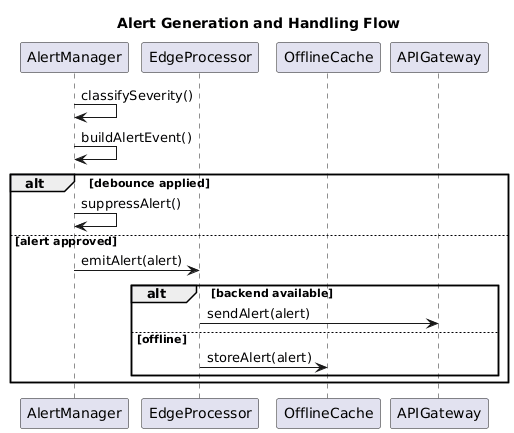 Alert Generation and Handling Flow
AlertManager EdgeProcessor OfflineCache APIGateway
classifySeverity()
buildAlertEvent()
alt [debounce applied]
suppressAlert()
[alert approved]
emitAlert(alert)
alt [backend available]
sendAlert(alert)
[offline]
storeAlert(alert)
AlertManager EdgeProcessor OfflineCache APIGateway